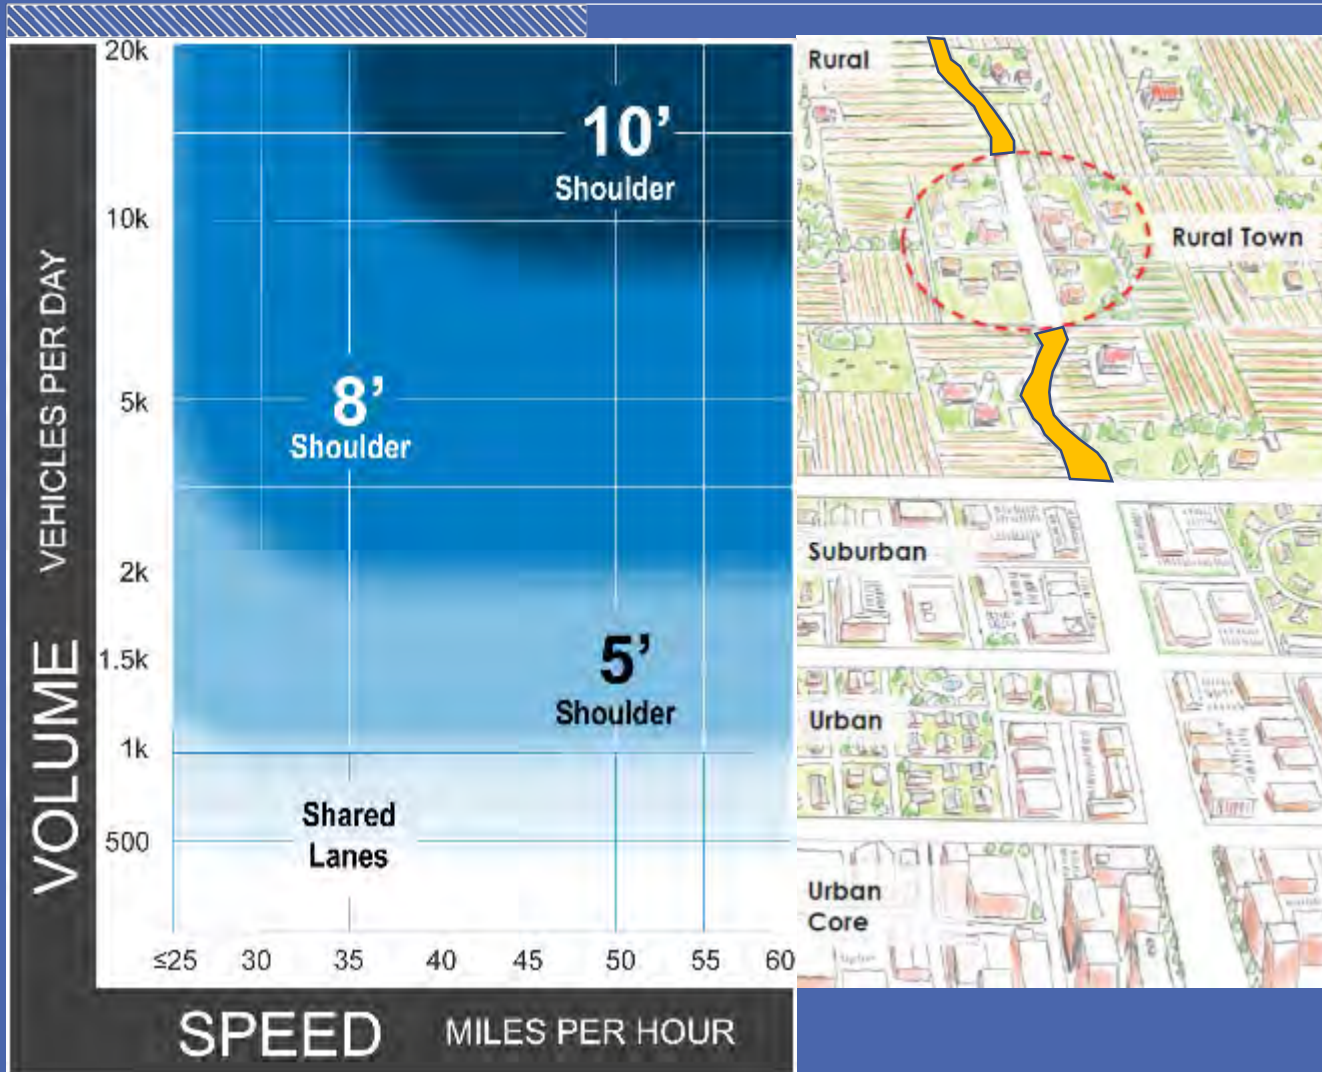 20k
10k
5k
2k
1.5k
1k
500
VOLUME VEHICLES PER DAY
10’
Shoulder
8’
Shoulder
5’
Shoulder
Shared
Lanes
≤25 30 35 40 45 50 55 60
SPEED MILES PER HOUR
Rural
Rural Town
Suburban
Urban
Urban
Core